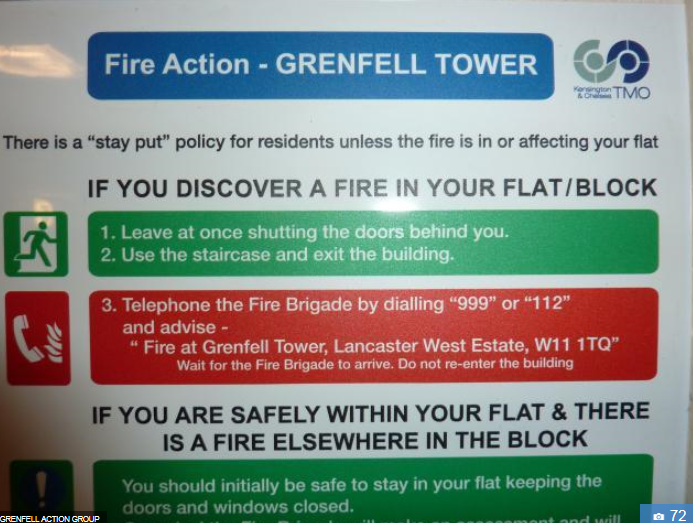 Fire Action - GRENFELL TOWER
Kensington
& Chelsea TMO
There is a “stay put” policy for residents unless the fire is in or affecting your flat
IF YOU DISCOVER A FIRE IN YOUR FLAT/BLOCK
1. Leave at once shutting the doors behind you.
2. Use the staircase and exit the building.
3. Telephone the Fire Brigade by dialling “999” or “112”
and advise -
“ Fire at Grenfell Tower, Lancaster West Estate, W11 1TQ”
Wait for the Fire Brigade to arrive. Do not re-enter the building
IF YOU ARE SAFELY WITHIN YOUR FLAT & THERE
IS A FIRE ELSEWHERE IN THE BLOCK
You should initially be safe to stay in your flat keeping the
doors and windows closed.
GRENFELL ACTION GROUP
72